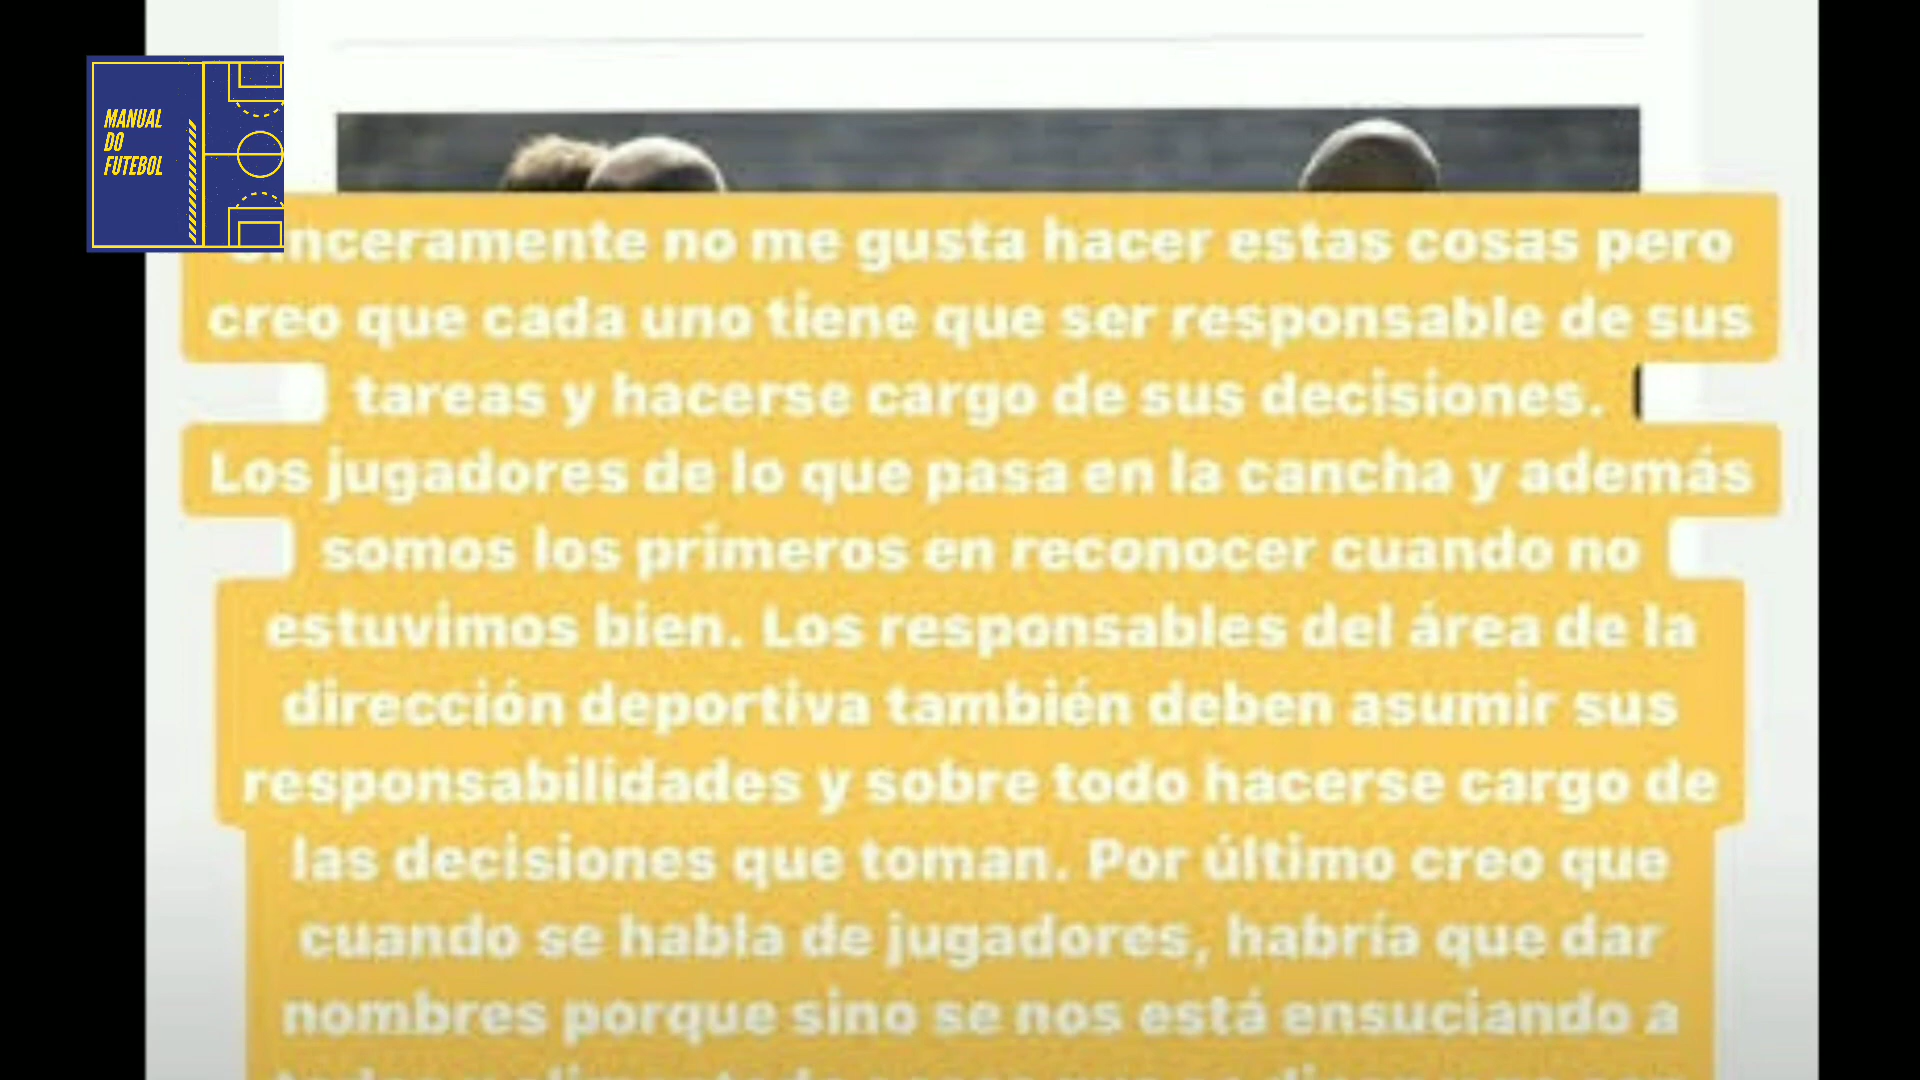 MANUAL
DO
FUTEBOL
no me gusta hacer estas cosas pero
creo que cada uno tiene que ser responsable de sus
tareas y hacerse cargo de sus decisiones.
Los jugadores de lo que pasa en la cancha y además
somos los primeros en reconocer cuando no
estuvimos bien. Los responsables del área de la
dirección deportiva también deben asumir sus
responsabilidades y sobre todo hacerse cargo de
las decisiones que toman. Por último creo que
cuando se habla de jugadores, habría que dar
nombres porque sino se nos está ensuciando a